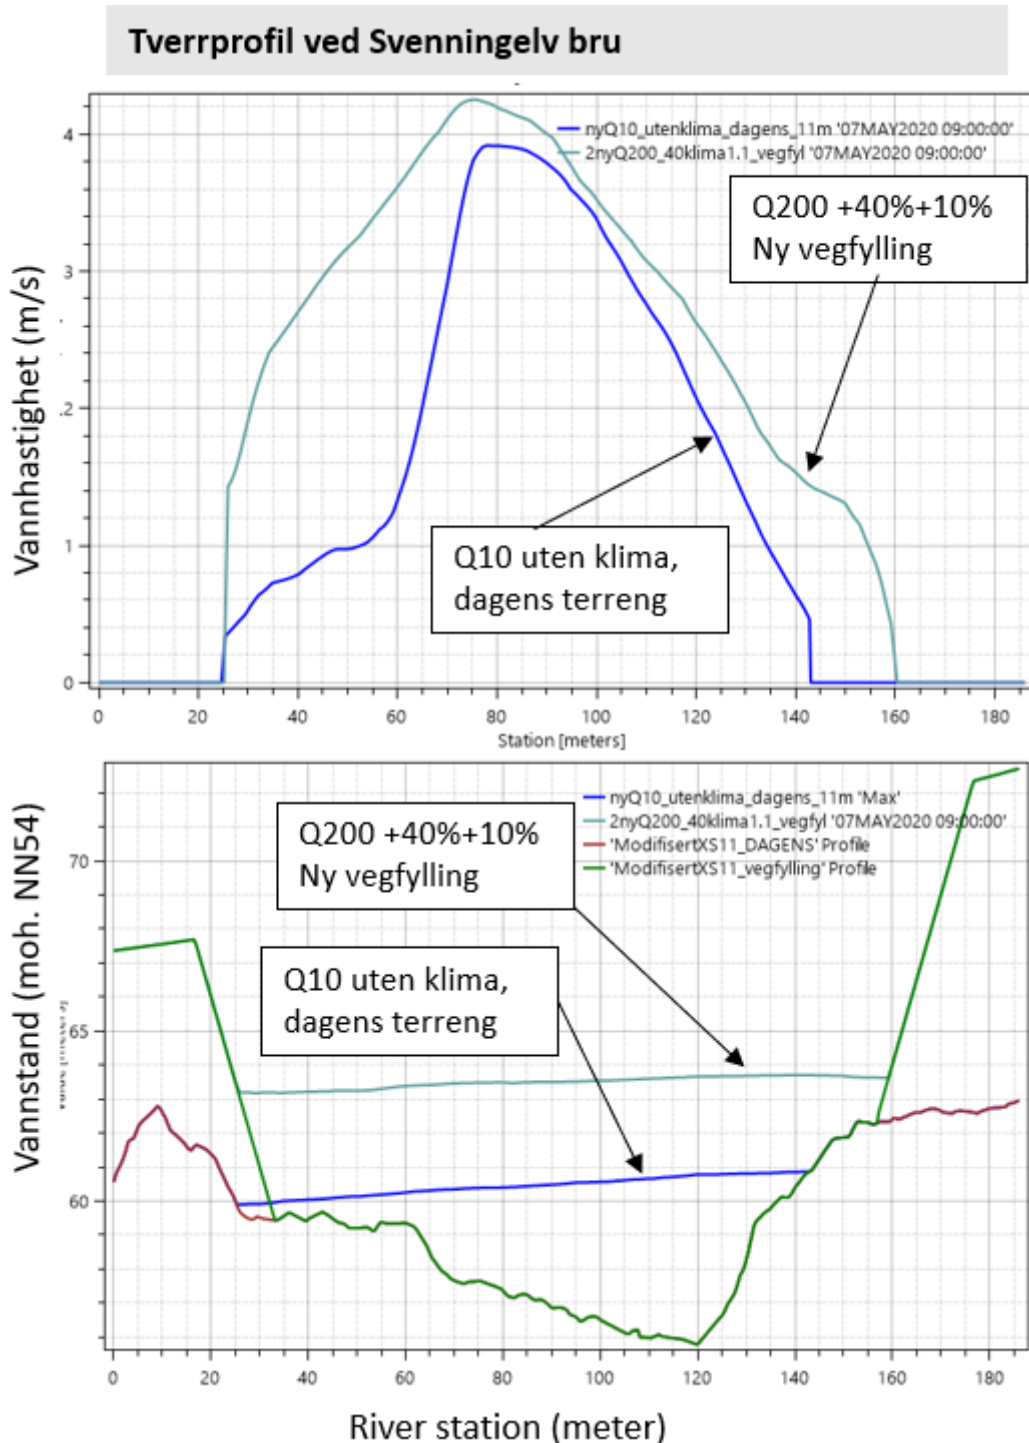 Tverrprofil ved Svenningelv bru
nyQ10_utenklima_dagens_11m '07MAY2020 09:00:00'
2nyQ200_40klima1.1_vegfyl '07MAY2020 09:00:00'
Q200 +40%+10%
Ny vegfylling
Q10 uten klima,
dagens terreng
Vannhastighet (m/s)
4
3
2
1
0
0 20 40 60 80 100 120 140 160 180
Station [meters]
nyQ10_utenklima_dagens_11m 'Max'
2nyQ200_40klima1.1_vegfyl '07MAY2020 09:00:00'
'ModifisertXS11_DAGENS' Profile
'ModifisertXS11_vegfylling' Profile
Q200 +40%+10%
Ny vegfylling
Q10 uten klima,
dagens terreng
Vannstand (moh. NN54)
70
65
60
0 20 40 60 80 100 120 140 160 180
River station (meter)